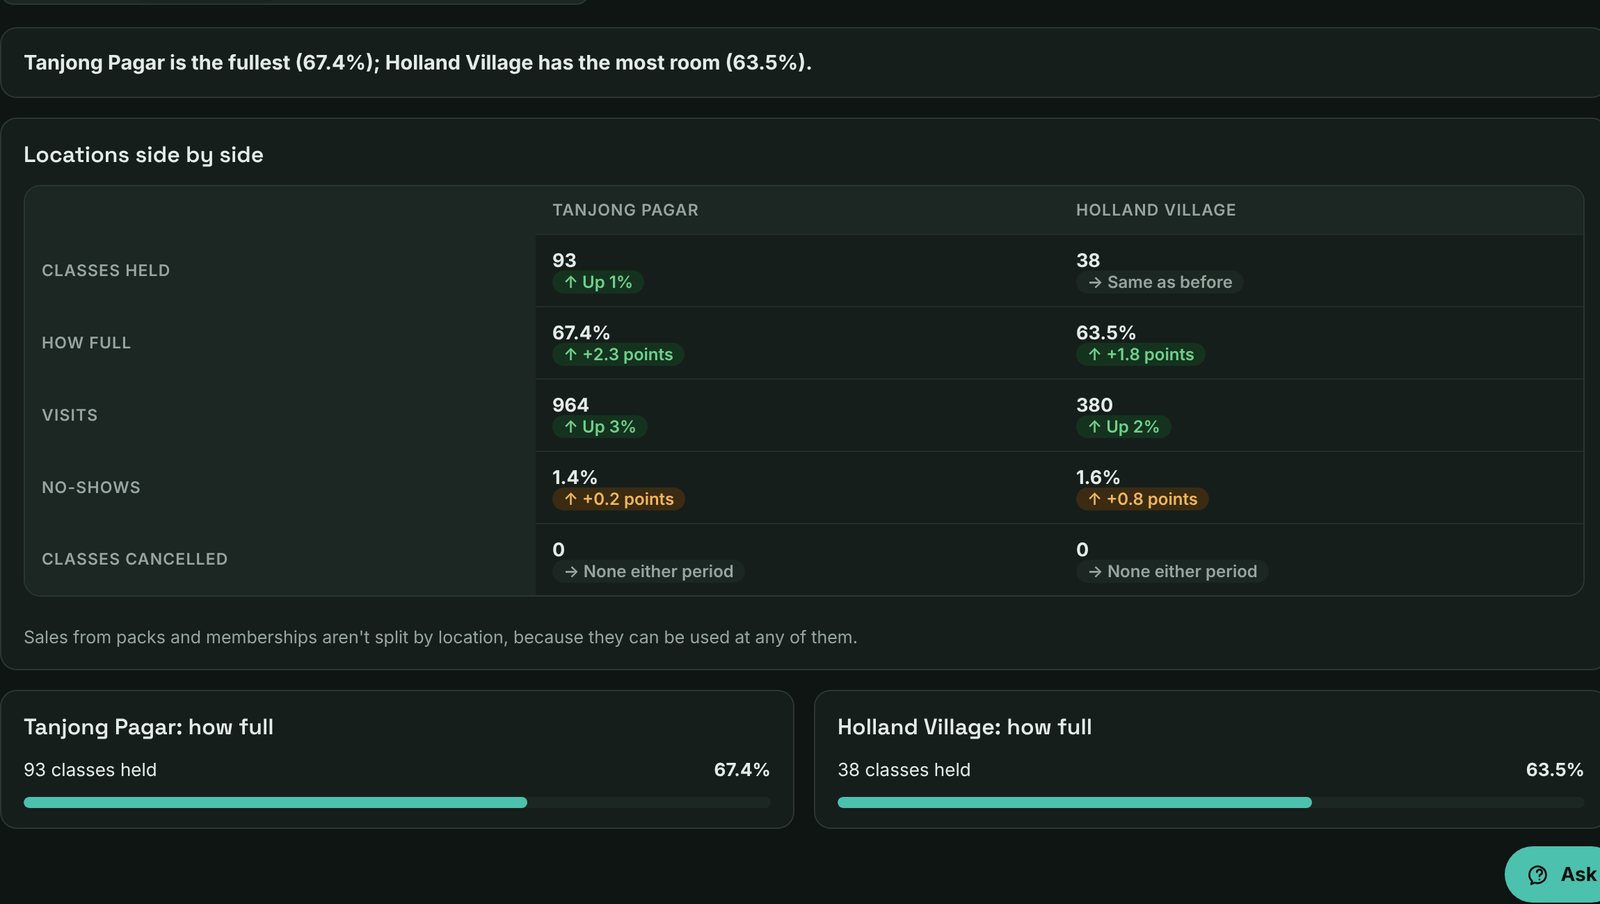 Tanjong Pagar is the fullest (67.4%); Holland Village has the most room (63.5%).
Locations side by side
TANJONG PAGAR HOLLAND VILLAGE
CLASSES HELD 93 38
↑ Up 1% → Same as before
HOW FULL 67.4% 63.5%
↑ +2.3 points ↑ +1.8 points
VISITS 964 380
↑ Up 3% ↑ Up 2%
NO-SHOWS 1.4% 1.6%
↑ +0.2 points ↑ +0.8 points
CLASSES CANCELLED 0 0
→ None either period → None either period
Sales from packs and memberships aren't split by location, because they can be used at any of them.
Tanjong Pagar: how full
93 classes held 67.4%
Holland Village: how full
38 classes held 63.5%
Ask